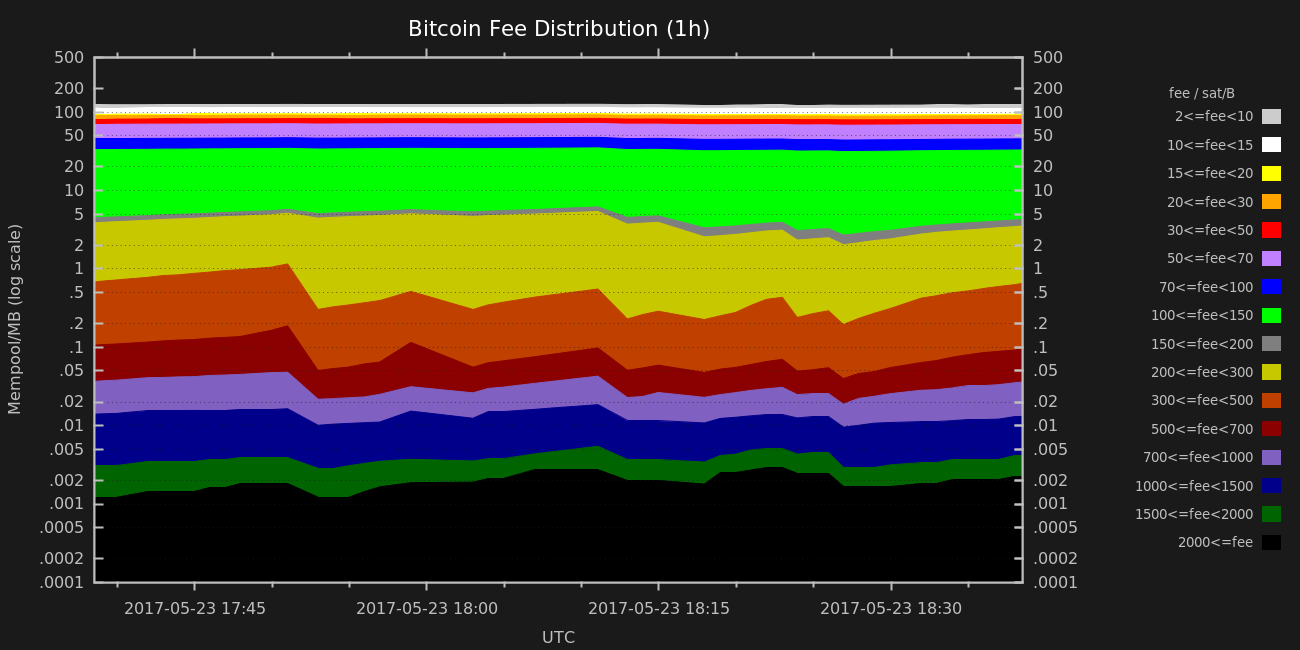 Bitcoin Fee Distribution (1h)
Mempool/MB (log scale)
500
200
100
50
20
10
5
2
1
.5
.2
.1
.05
.02
.01
.005
.002
.001
.0005
.0002
.0001
500
200
100
50
20
10
5
2
1
.5
.2
.1
.05
.02
.01
.005
.002
.001
.0005
.0002
.0001
fee / sat/B
2<=fee<10
10<=fee<15
15<=fee<20
20<=fee<30
30<=fee<50
50<=fee<70
70<=fee<100
100<=fee<150
150<=fee<200
200<=fee<300
300<=fee<500
500<=fee<700
700<=fee<1000
1000<=fee<1500
1500<=fee<2000
2000<=fee
2017-05-23 17:45
2017-05-23 18:00
2017-05-23 18:15
2017-05-23 18:30
UTC